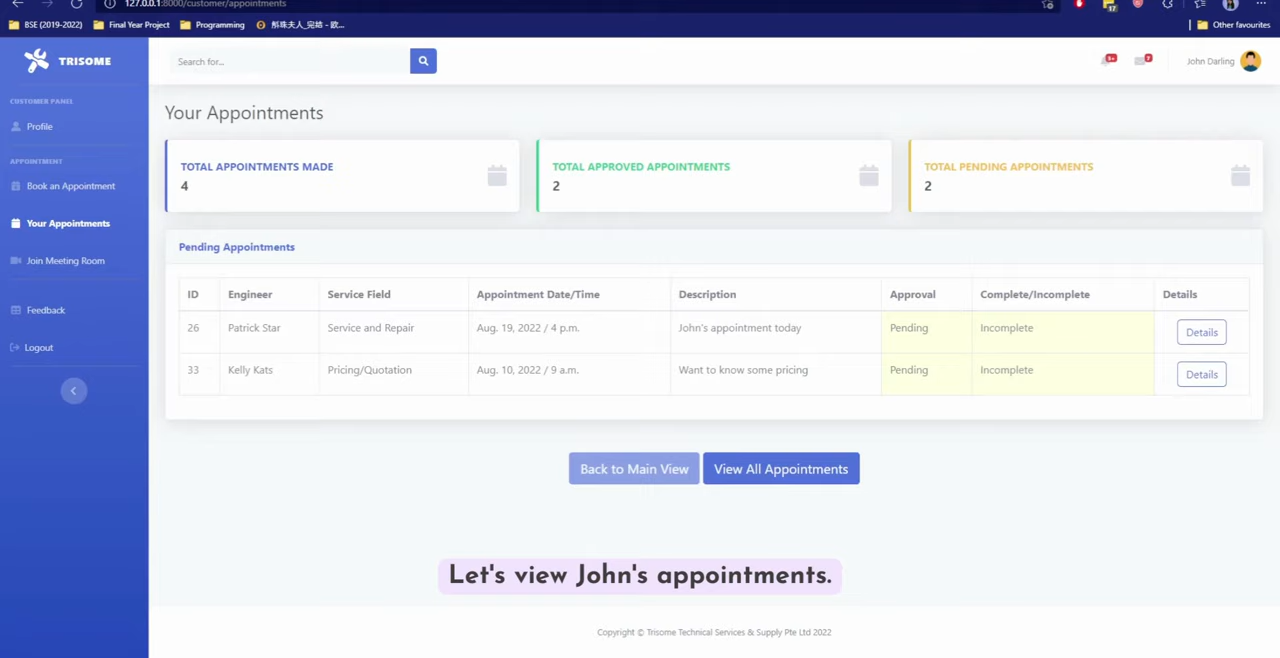 127.0.0.1:8000/customer/appointments
17
BSE (2019-2022)
Final Year Project
Programming
Other favourites
TRISOME
Search for...
John Darling
CUSTOMER PANEL
Profile
APPOINTMENT
Book an Appointment
Your Appointments
Join Meeting Room
Feedback
Logout
Your Appointments
TOTAL APPOINTMENTS MADE
4
TOTAL APPROVED APPOINTMENTS
2
TOTAL PENDING APPOINTMENTS
2
Pending Appointments
ID Engineer Service Field Appointment Date/Time Description Approval Complete/Incomplete Details
26 Patrick Star Service and Repair Aug. 19, 2022 / 4 p.m. John's appointment today Pending Incomplete Details
33 Kelly Kats Pricing/Quotation Aug. 10, 2022 / 9 a.m. Want to know some pricing Pending Incomplete Details
Back to Main View View All Appointments
Let's view John's appointments.
Copyright © Trisome Technical Services & Supply Pte Ltd 2022